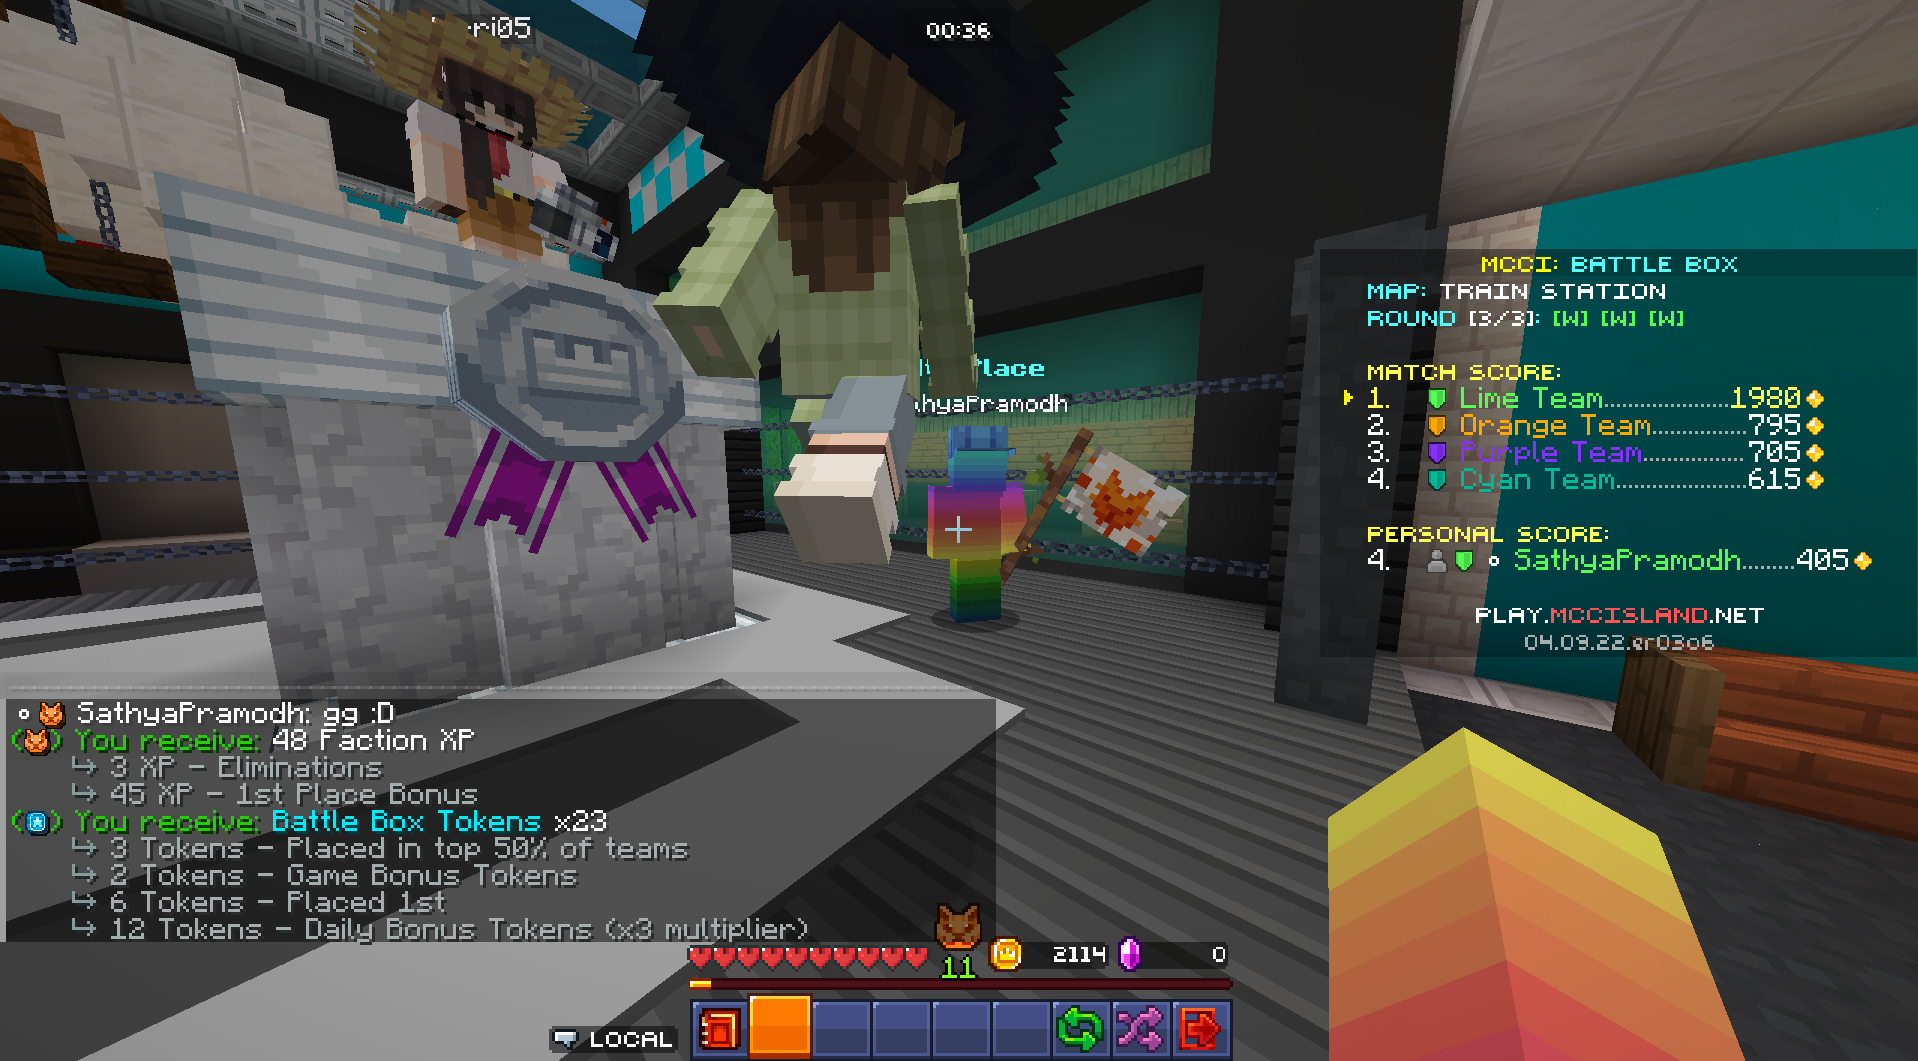 ri05
00:36
Place
hyaPramodh
MCCI: BATTLE BOX
MAP: TRAIN STATION
ROUND [3/3]: [W] [W] [W]
MATCH SCORE:
1. Lime Team..................1980
2. Orange Team.............795
3. Purple Team..............705
4. Cyan Team.................615
PERSONAL SCORE:
4. SathyaPramodh.......405
PLAY.MCCISLAND.NET
SathyaPramodh: gg :D
You receive: 48 Faction XP
↳ 3 XP – Eliminations
↳ 45 XP – 1st Place Bonus
You receive: Battle Box Tokens x23
↳ 3 Tokens – Placed in top 50% of teams
↳ 2 Tokens – Game Bonus Tokens
↳ 6 Tokens – Placed 1st
↳ 12 Tokens – Daily Bonus Tokens (x3 multiplier)
11
2114
0
LOCAL